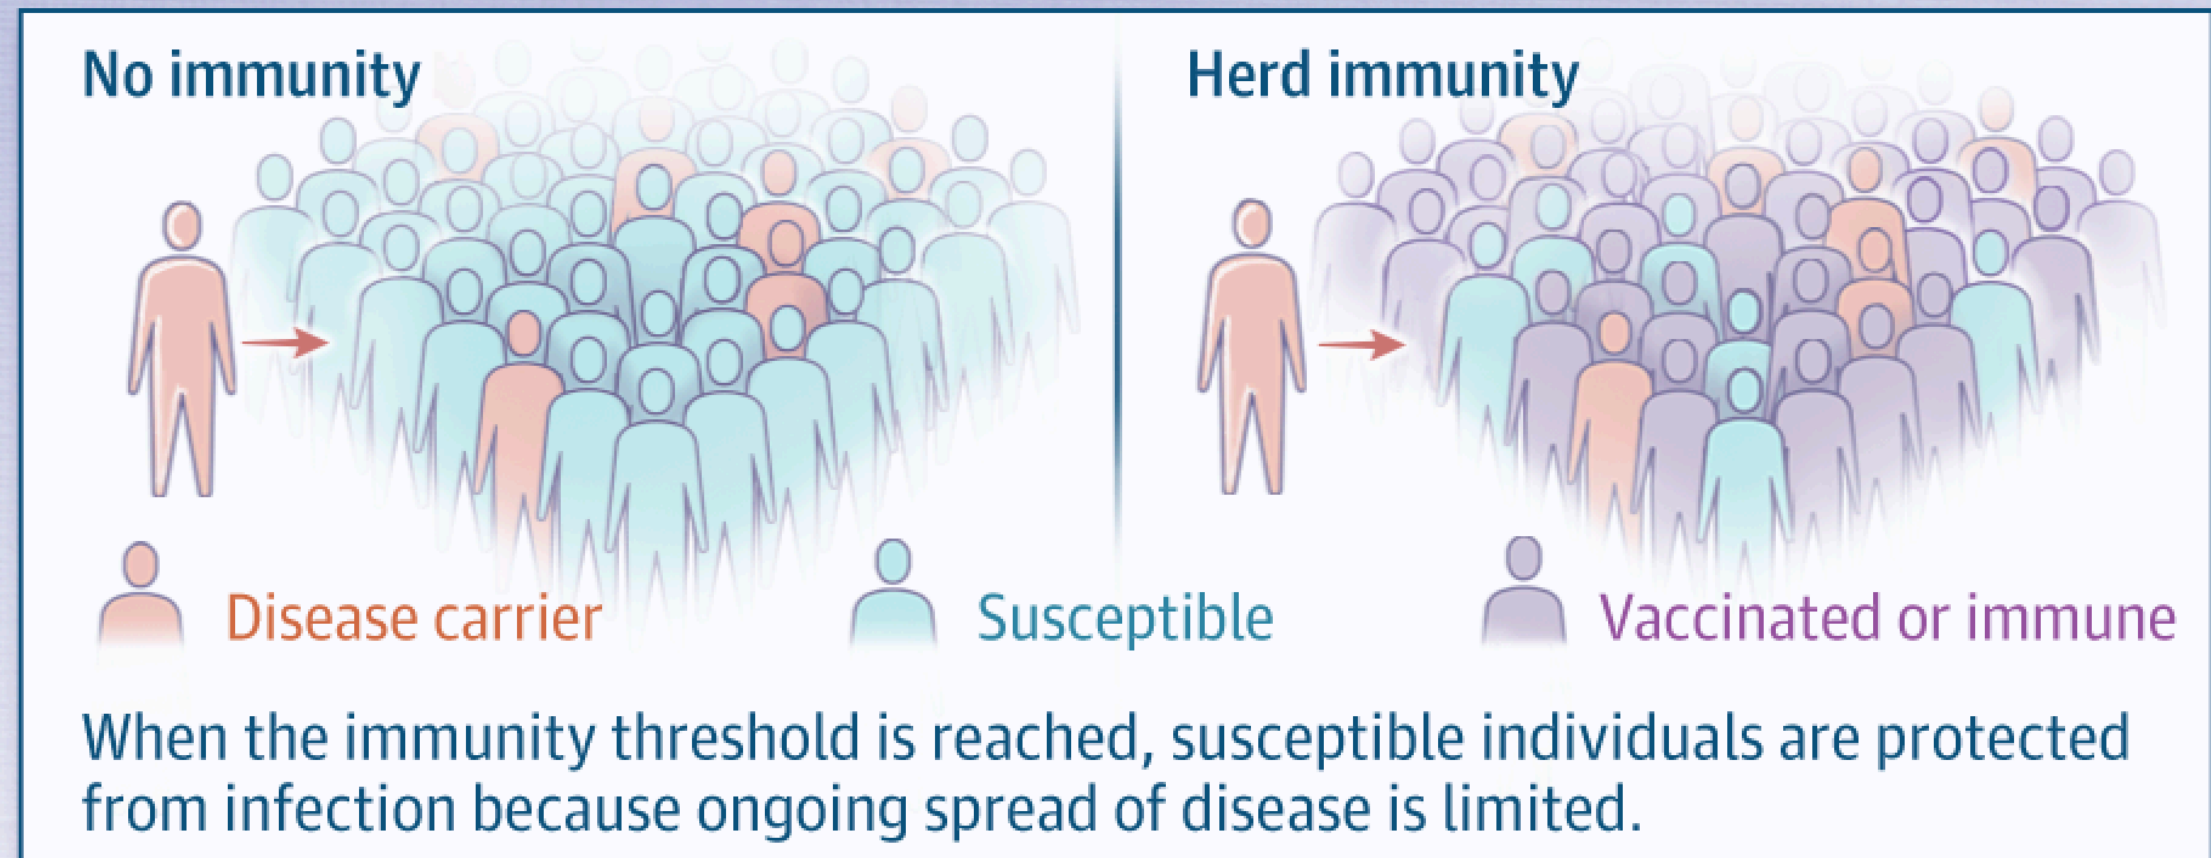 No immunity
Herd immunity
Disease carrier
Susceptible
Vaccinated or immune
When the immunity threshold is reached, susceptible individuals are protected
from infection because ongoing spread of disease is limited.